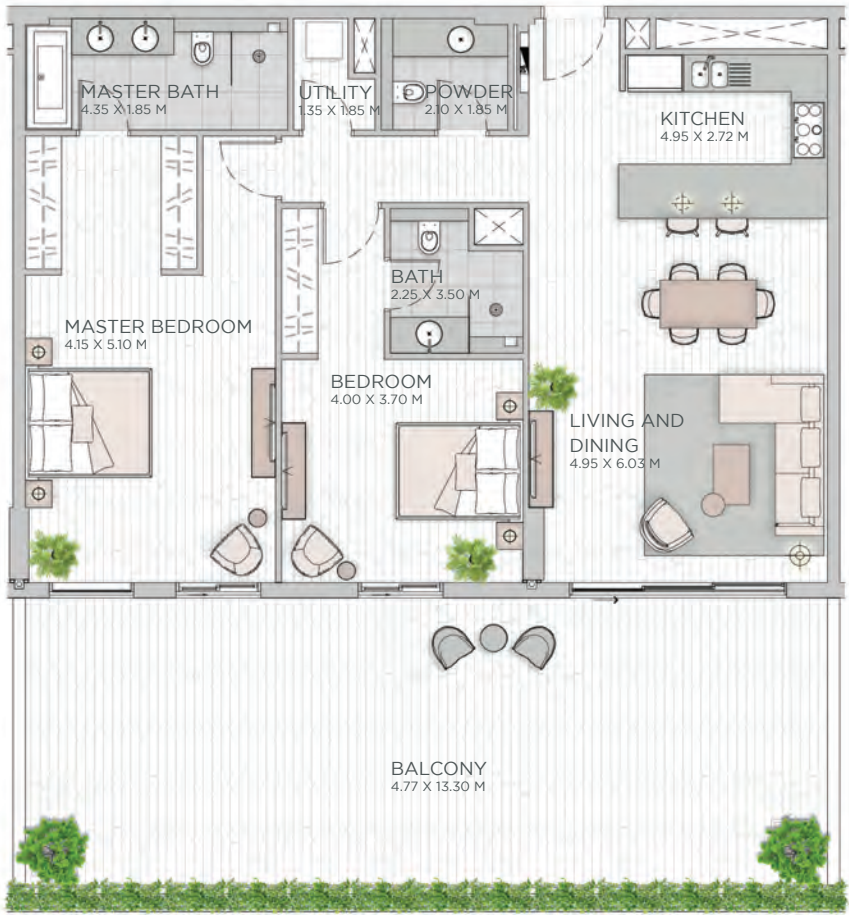 MASTER BATH
4.35 X 1.85 M
UTILITY
1.35 X 1.85 M
POWDER
2.10 X 1.85 M
KITCHEN
4.95 X 2.72 M
BATH
2.25 X 3.50 M
MASTER BEDROOM
4.15 X 5.10 M
BEDROOM
4.00 X 3.70 M
LIVING AND
DINING
4.95 X 6.03 M
BALCONY
4.77 X 13.30 M